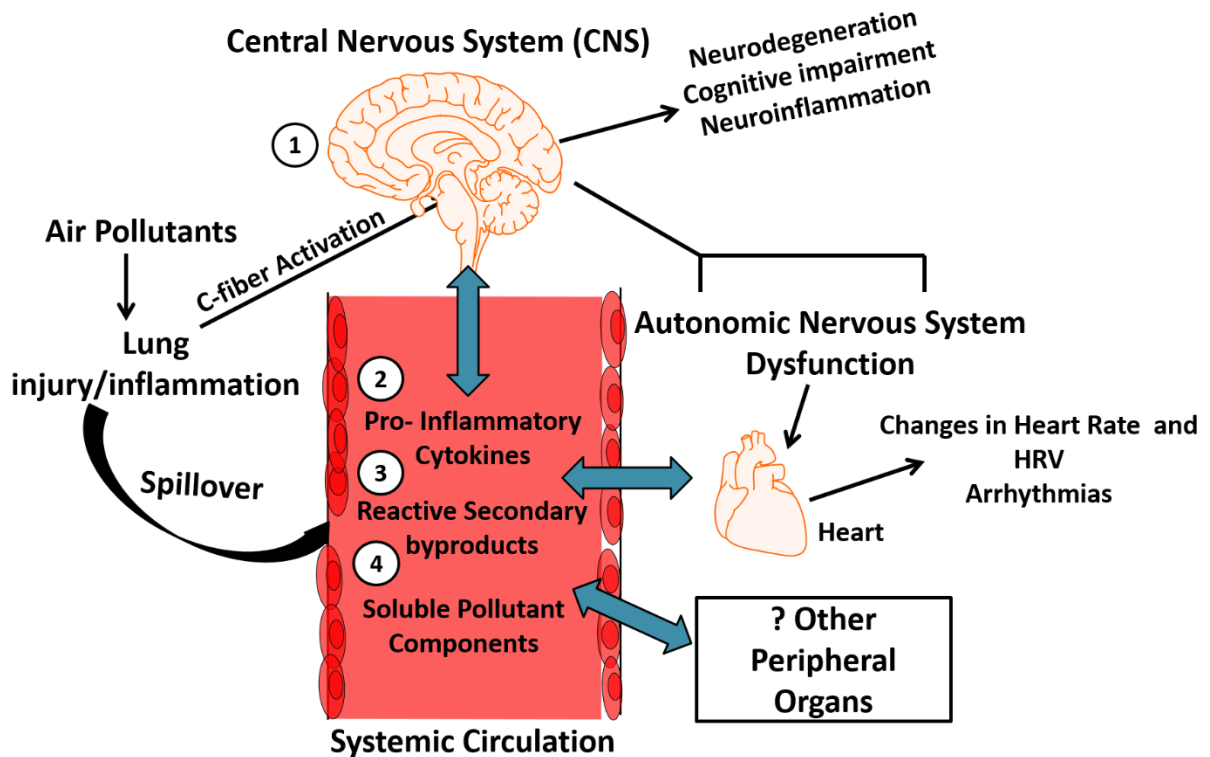 Central Nervous System (CNS)
Neurodegeneration
Cognitive impairment
Neuroinflammation
1
Air Pollutants
C-fiber Activation
Lung
injury/inflammation
Spillover
2
Pro- Inflammatory
Cytokines
3
Reactive Secondary
byproducts
4
Soluble Pollutant
Components
Systemic Circulation
Autonomic Nervous System
Dysfunction
Changes in Heart Rate and
HRV
Arrhythmias
Heart
? Other
Peripheral
Organs